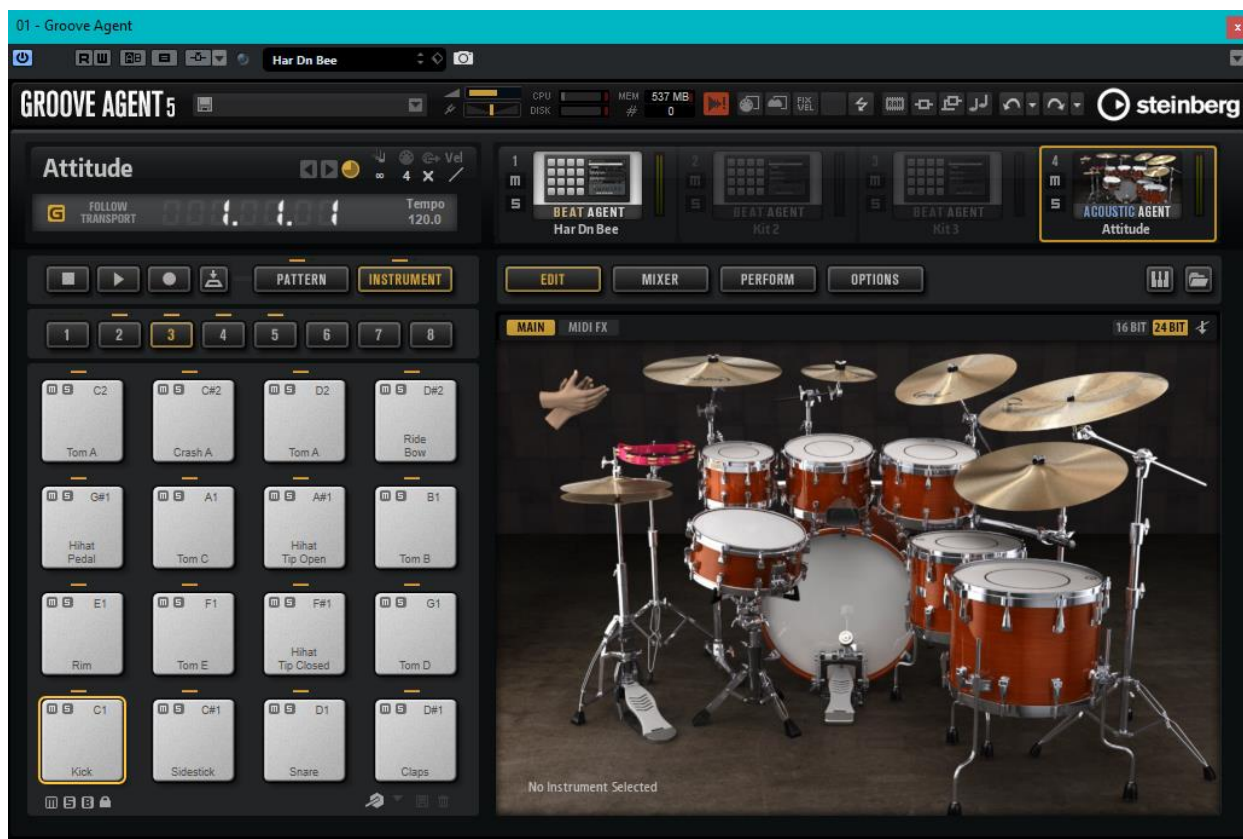 01 - Groove Agent
R W AB Har Dn Bee
GROOVE AGENT 5
CPU MEM 537 MB
DISK # 0
FIX VEL
steinberg
Attitude
Vel
∞ 4
G FOLLOW TRANSPORT 1. 1. 1 Tempo 120.0
1 m S BEAT AGENT Har Dn Bee
2 m S BEAT AGENT Kit 2
3 m S BEAT AGENT Kit 3
4 m S ACOUSTIC AGENT Attitude
PATTERN INSTRUMENT
EDIT MIXER PERFORM OPTIONS
1 2 3 4 5 6 7 8
MAIN MIDI FX 16 BIT 24 BIT
m S C2 m S C#2 m S D2 m S D#2
Tom A Crash A Tom A Ride Bow
m S G#1 m S A1 m S A#1 m S B1
Hihat Pedal Tom C Hihat Tip Open Tom B
m S E1 m S F1 m S F#1 m S G1
Rim Tom E Hihat Tip Closed Tom D
m S C1 m S C#1 m S D1 m S D#1
Kick Sidestick Snare Claps
m S B
No Instrument Selected